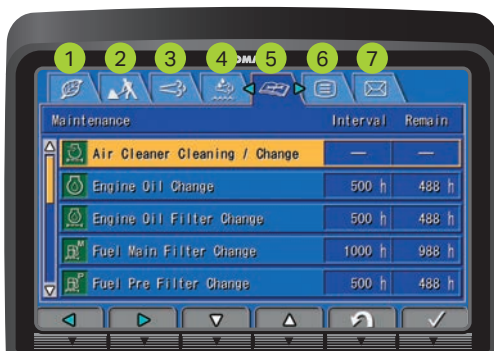 1 2 3 4 5 6 7
OMA
Maintenance Interval Remain
Air Cleaner Cleaning / Change — —
Engine Oil Change 500 h 488 h
Engine Oil Filter Change 500 h 488 h
Fuel Main Filter Change 1000 h 988 h
Fuel Pre Filter Change 500 h 488 h